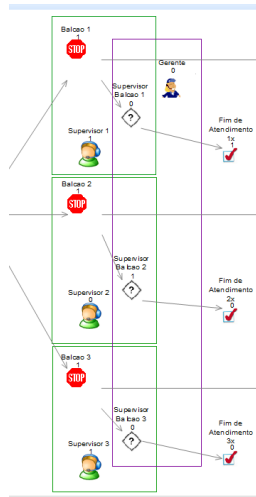 Balcao 1
1
STOP
Gerente
0
Supervisor
Balcao 1
0
?
Supervisor 1
1
Fim de
Atendimento
1x
1
Balcao 2
1
STOP
Supervisor
Balcao 2
1
?
Supervisor 2
0
Fim de
Atendimento
2x
0
Balcao 3
1
STOP
Supervisor
Balcao 3
0
?
Supervisor 3
1
Fim de
Atendimento
3x
0